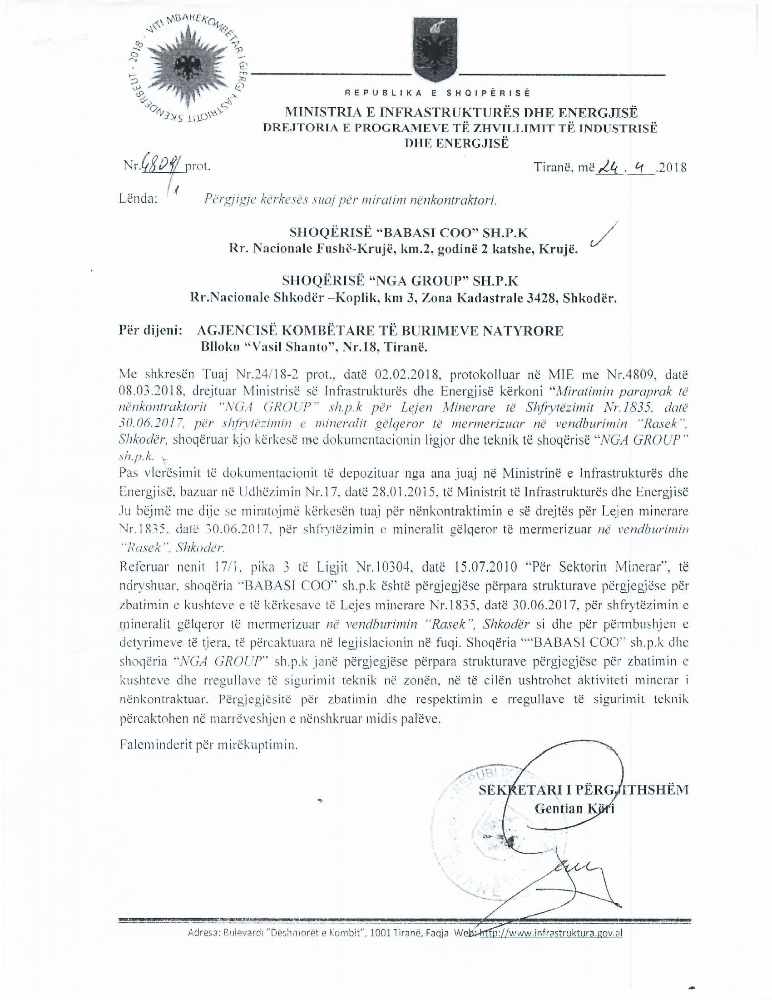 2018 - VITI MBARËKOMBËTAR I GJERGJ KASTRIOTIT SKËNDERBEUT -
REPUBLIKA E SHQIPËRISË
MINISTRIA E INFRASTRUKTURËS DHE ENERGJISË
DREJTORIA E PROGRAMEVE TË ZHVILLIMIT TË INDUSTRISË
DHE ENERGJISË
Nr.4809/1 prot. Tiranë, më 24.4.2018
Lënda: Përgjigje kërkesës suaj për miratim nënkontraktori.
SHOQËRISË “BABASI COO” SH.P.K
Rr. Nacionale Fushë-Krujë, km.2, godinë 2 katshe, Krujë.
SHOQËRISË “NGA GROUP” SH.P.K
Rr.Nacionale Shkodër –Koplik, km 3, Zona Kadastrale 3428, Shkodër.
Për dijeni: AGJENCISË KOMBËTARE TË BURIMEVE NATYRORE
Blloku “Vasil Shanto”, Nr.18, Tiranë.
Me shkresën Tuaj Nr.24/18-2 prot., datë 02.02.2018, protokolluar në MIE me Nr.4809, datë
08.03.2018, drejtuar Ministrisë së Infrastrukturës dhe Energjisë kërkoni “Miratimin paraprak të
nënkontraktorit “NGA GROUP” sh.p.k për Lejen Minerare të Shfrytëzimit Nr.1835, datë
30.06.2017, për shfrytëzimin e mineralit gëlqeror të mermerizuar në vendburimin “Rasek”,
Shkodër, shoqëruar kjo kërkesë me dokumentacionin ligjor dhe teknik të shoqërisë “NGA GROUP”
sh.p.k.
Pas vlerësimit të dokumentacionit të depozituar nga ana juaj në Ministrinë e Infrastrukturës dhe
Energjisë, bazuar në Udhëzimin Nr.17, datë 28.01.2015, të Ministrit të Infrastrukturës dhe Energjisë
Ju bëjmë me dije se miratojmë kërkesën tuaj për nënkontraktimin e së drejtës për Lejen minerare
Nr.1835, datë 30.06.2017, për shfrytëzimin e mineralit gëlqeror të mermerizuar në vendburimin
“Rasek”, Shkodër.
Referuar nenit 17/1, pika 3 të Ligjit Nr.10304, datë 15.07.2010 “Për Sektorin Minerar”, të
ndryshuar, shoqëria “BABASI COO” sh.p.k është përgjegjëse përpara strukturave përgjegjëse për
zbatimin e kushteve e të kërkesave të Lejes minerare Nr.1835, datë 30.06.2017, për shfrytëzimin e
mineralit gëlqeror të mermerizuar në vendburimin “Rasek”, Shkodër si dhe për përmbushjen e
detyrimeve të tjera, të përcaktuara në legjislacionin në fuqi. Shoqëria ““BABASI COO” sh.p.k dhe
shoqëria “NGA GROUP” sh.p.k janë përgjegjëse përpara strukturave përgjegjëse për zbatimin e
kushteve dhe rregullave të sigurimit teknik në zonën, në të cilën ushtrohet aktiviteti minerar i
nënkontraktuar. Përgjegjësitë për zbatimin dhe respektimin e rregullave të sigurimit teknik
përcaktohen në marrëveshjen e nënshkruar midis palëve.
Faleminderit për mirëkuptimin.
REPUBLIKA
SEKRETARI I PËRGJITHSHËM
Gentian Këri
TIRANË
Adresa: Bulevardi "Dëshmorët e Kombit", 1001 Tiranë, Faqja Web: http://www.infrastruktura.gov.al